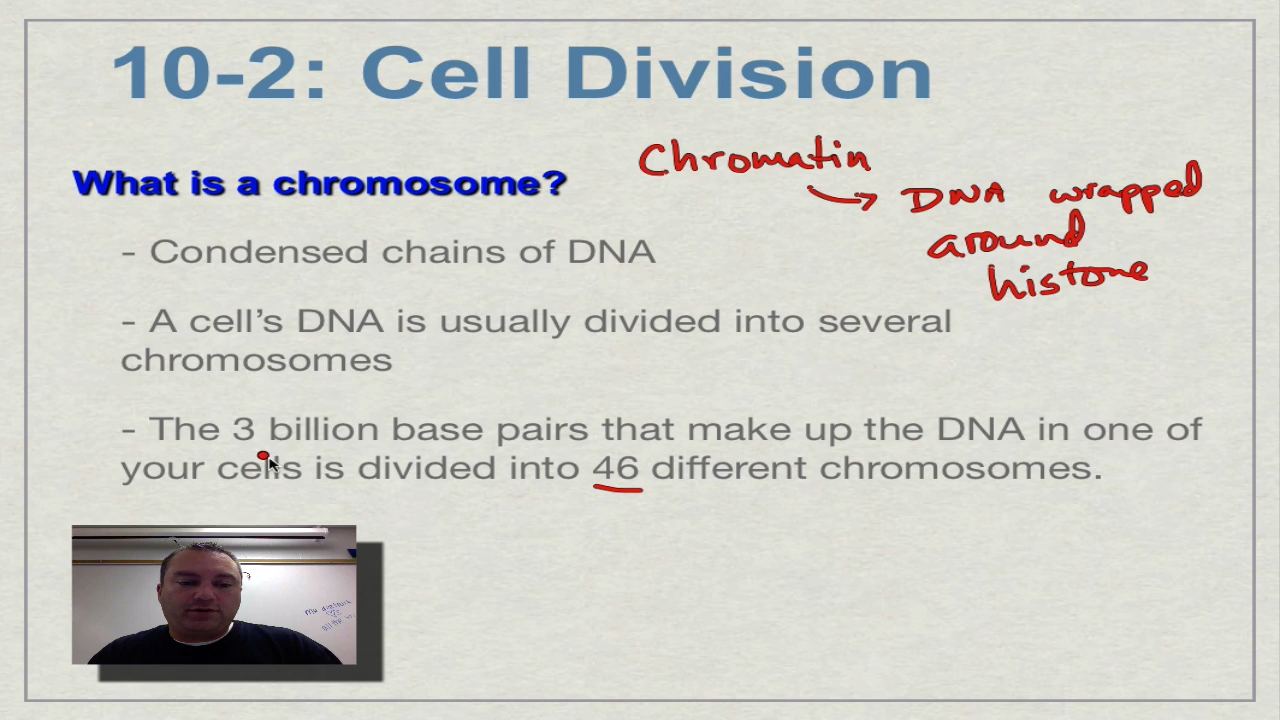 10-2: Cell Division
What is a chromosome?
Chromatin
DNA wrapped
around
histone
- Condensed chains of DNA
- A cell’s DNA is usually divided into several
chromosomes
- The 3 billion base pairs that make up the DNA in one of
your cells is divided into 46 different chromosomes.